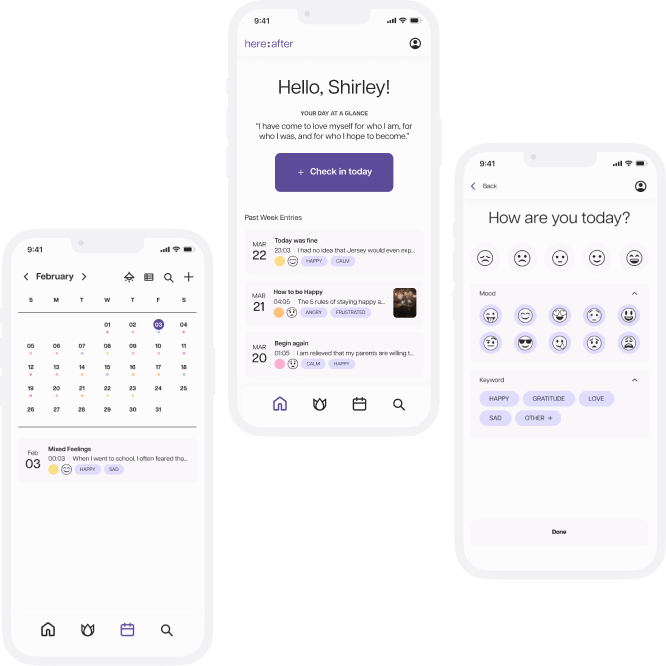 9:41
here:after
Hello, Shirley!
YOUR DAY AT A GLANCE
“I have come to love myself for who I am, for
who I was, and for who I hope to become.”
+ Check in today
Past Week Entries
MAR
22
Today was fine
23:03 I had no idea that Jersey would even exp...
HAPPY CALM
MAR
21
How to be Happy
04:05 The 5 rules of staying happy a...
ANGRY FRUSTRATED
MAR
20
Begin again
01:05 I am relieved that my parents are willing t...
CALM HAPPY
9:41
Back
How are you today?
Mood
Keyword
HAPPY GRATITUDE LOVE
SAD OTHER +
Done
9:41
February
S M T W T F S
01 02 03 04
05 06 07 08 09 10 11
12 13 14 15 16 17 18
19 20 21 22 23 24 25
26 27 28 29 30 31
Feb
03
Mixed Feelings
00:03 When I went to school, I often feared tha...
HAPPY SAD